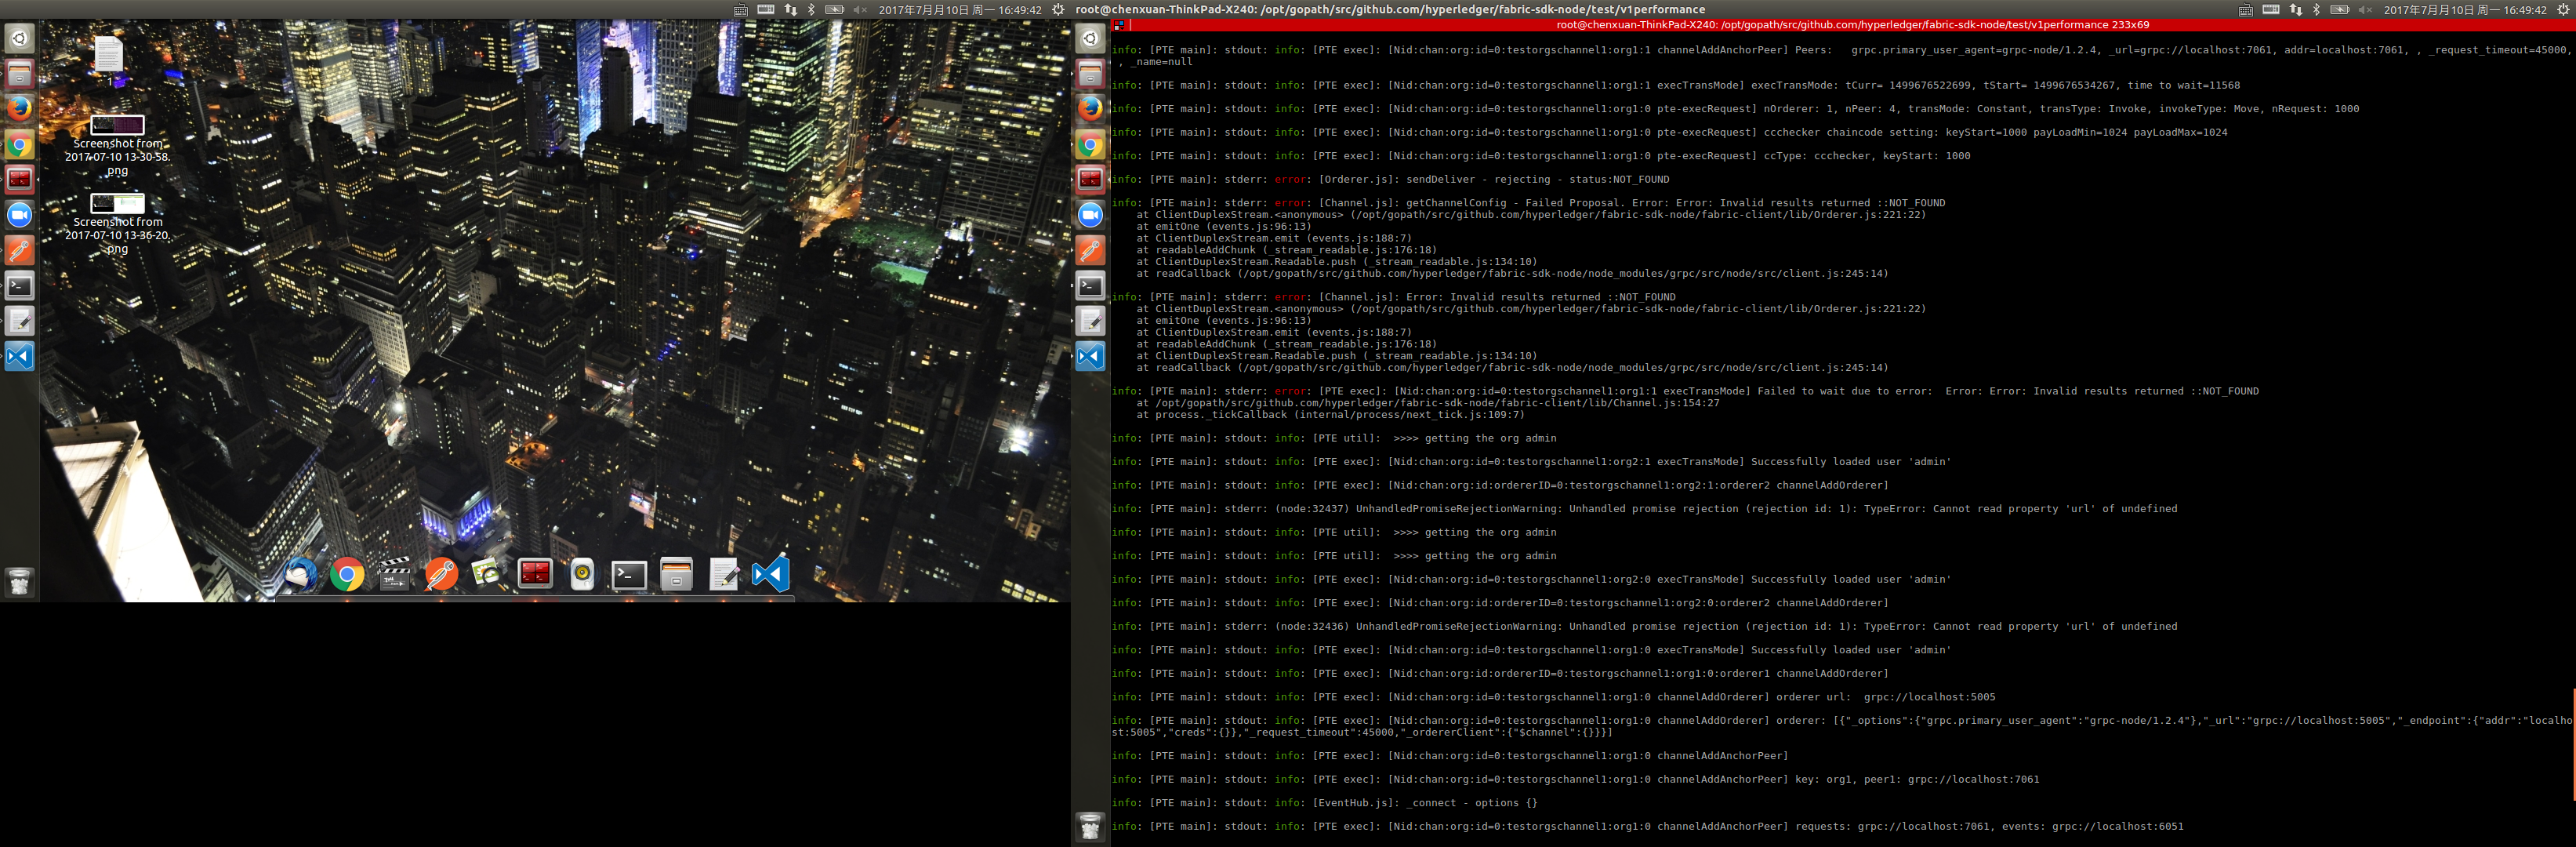 2017年7月月10日 周一 16:49:42
root@chenxuan-ThinkPad-X240: /opt/gopath/src/github.com/hyperledger/fabric-sdk-node/test/v1performance
2017年7月月10日 周一 16:49:42
1
Screenshot from
2017-07-10 13-30-58.
png
Screenshot from
2017-07-10 13-36-20.
png
root@chenxuan-ThinkPad-X240: /opt/gopath/src/github.com/hyperledger/fabric-sdk-node/test/v1performance 233x69
info: [PTE main]: stdout: info: [PTE exec]: [Nid:chan:org:id=0:testorgschannel1:org1:1 channelAddAnchorPeer] Peers:   grpc.primary_user_agent=grpc-node/1.2.4, _url=grpc://localhost:7061, addr=localhost:7061, , _request_timeout=45000,
 , _name=null
info: [PTE main]: stdout: info: [PTE exec]: [Nid:chan:org:id=0:testorgschannel1:org1:1 execTransMode] execTransMode: tCurr= 1499676522699, tStart= 1499676534267, time to wait=11568
info: [PTE main]: stdout: info: [PTE exec]: [Nid:chan:org:id=0:testorgschannel1:org1:0 pte-execRequest] nOrderer: 1, nPeer: 4, transMode: Constant, transType: Invoke, invokeType: Move, nRequest: 1000
info: [PTE main]: stdout: info: [PTE exec]: [Nid:chan:org:id=0:testorgschannel1:org1:0 pte-execRequest] ccchecker chaincode setting: keyStart=1000 payLoadMin=1024 payLoadMax=1024
info: [PTE main]: stdout: info: [PTE exec]: [Nid:chan:org:id=0:testorgschannel1:org1:0 pte-execRequest] ccType: ccchecker, keyStart: 1000
info: [PTE main]: stderr: error: [Orderer.js]: sendDeliver - rejecting - status:NOT_FOUND
info: [PTE main]: stderr: error: [Channel.js]: getChannelConfig - Failed Proposal. Error: Error: Invalid results returned ::NOT_FOUND
    at ClientDuplexStream.<anonymous> (/opt/gopath/src/github.com/hyperledger/fabric-sdk-node/fabric-client/lib/Orderer.js:221:22)
    at emitOne (events.js:96:13)
    at ClientDuplexStream.emit (events.js:188:7)
    at readableAddChunk (_stream_readable.js:176:18)
    at ClientDuplexStream.Readable.push (_stream_readable.js:134:10)
    at readCallback (/opt/gopath/src/github.com/hyperledger/fabric-sdk-node/node_modules/grpc/src/node/src/client.js:245:14)
info: [PTE main]: stderr: error: [Channel.js]: Error: Invalid results returned ::NOT_FOUND
    at ClientDuplexStream.<anonymous> (/opt/gopath/src/github.com/hyperledger/fabric-sdk-node/fabric-client/lib/Orderer.js:221:22)
    at emitOne (events.js:96:13)
    at ClientDuplexStream.emit (events.js:188:7)
    at readableAddChunk (_stream_readable.js:176:18)
    at ClientDuplexStream.Readable.push (_stream_readable.js:134:10)
    at readCallback (/opt/gopath/src/github.com/hyperledger/fabric-sdk-node/node_modules/grpc/src/node/src/client.js:245:14)
info: [PTE main]: stderr: error: [PTE exec]: [Nid:chan:org:id=0:testorgschannel1:org1:1 execTransMode] Failed to wait due to error:  Error: Error: Invalid results returned ::NOT_FOUND
    at /opt/gopath/src/github.com/hyperledger/fabric-sdk-node/fabric-client/lib/Channel.js:154:27
    at process._tickCallback (internal/process/next_tick.js:109:7)
info: [PTE main]: stdout: info: [PTE util]:  >>>> getting the org admin
info: [PTE main]: stdout: info: [PTE exec]: [Nid:chan:org:id=0:testorgschannel1:org2:1 execTransMode] Successfully loaded user 'admin'
info: [PTE main]: stdout: info: [PTE exec]: [Nid:chan:org:id:ordererID=0:testorgschannel1:org2:1:orderer2 channelAddOrderer]
info: [PTE main]: stderr: (node:32437) UnhandledPromiseRejectionWarning: Unhandled promise rejection (rejection id: 1): TypeError: Cannot read property 'url' of undefined
info: [PTE main]: stdout: info: [PTE util]:  >>>> getting the org admin
info: [PTE main]: stdout: info: [PTE util]:  >>>> getting the org admin
info: [PTE main]: stdout: info: [PTE exec]: [Nid:chan:org:id=0:testorgschannel1:org2:0 execTransMode] Successfully loaded user 'admin'
info: [PTE main]: stdout: info: [PTE exec]: [Nid:chan:org:id:ordererID=0:testorgschannel1:org2:0:orderer2 channelAddOrderer]
info: [PTE main]: stderr: (node:32436) UnhandledPromiseRejectionWarning: Unhandled promise rejection (rejection id: 1): TypeError: Cannot read property 'url' of undefined
info: [PTE main]: stdout: info: [PTE exec]: [Nid:chan:org:id=0:testorgschannel1:org1:0 execTransMode] Successfully loaded user 'admin'
info: [PTE main]: stdout: info: [PTE exec]: [Nid:chan:org:id:ordererID=0:testorgschannel1:org1:0:orderer1 channelAddOrderer]
info: [PTE main]: stdout: info: [PTE exec]: [Nid:chan:org:id=0:testorgschannel1:org1:0 channelAddOrderer] orderer url:  grpc://localhost:5005
info: [PTE main]: stdout: info: [PTE exec]: [Nid:chan:org:id=0:testorgschannel1:org1:0 channelAddOrderer] orderer: [{"_options":{"grpc.primary_user_agent":"grpc-node/1.2.4"},"_url":"grpc://localhost:5005","_endpoint":{"addr":"localho
st:5005","creds":{}},"_request_timeout":45000,"_ordererClient":{"$channel":{}}}]
info: [PTE main]: stdout: info: [PTE exec]: [Nid:chan:org:id=0:testorgschannel1:org1:0 channelAddAnchorPeer]
info: [PTE main]: stdout: info: [PTE exec]: [Nid:chan:org:id=0:testorgschannel1:org1:0 channelAddAnchorPeer] key: org1, peer1: grpc://localhost:7061
info: [PTE main]: stdout: info: [EventHub.js]: _connect - options {}
info: [PTE main]: stdout: info: [PTE exec]: [Nid:chan:org:id=0:testorgschannel1:org1:0 channelAddAnchorPeer] requests: grpc://localhost:7061, events: grpc://localhost:6051